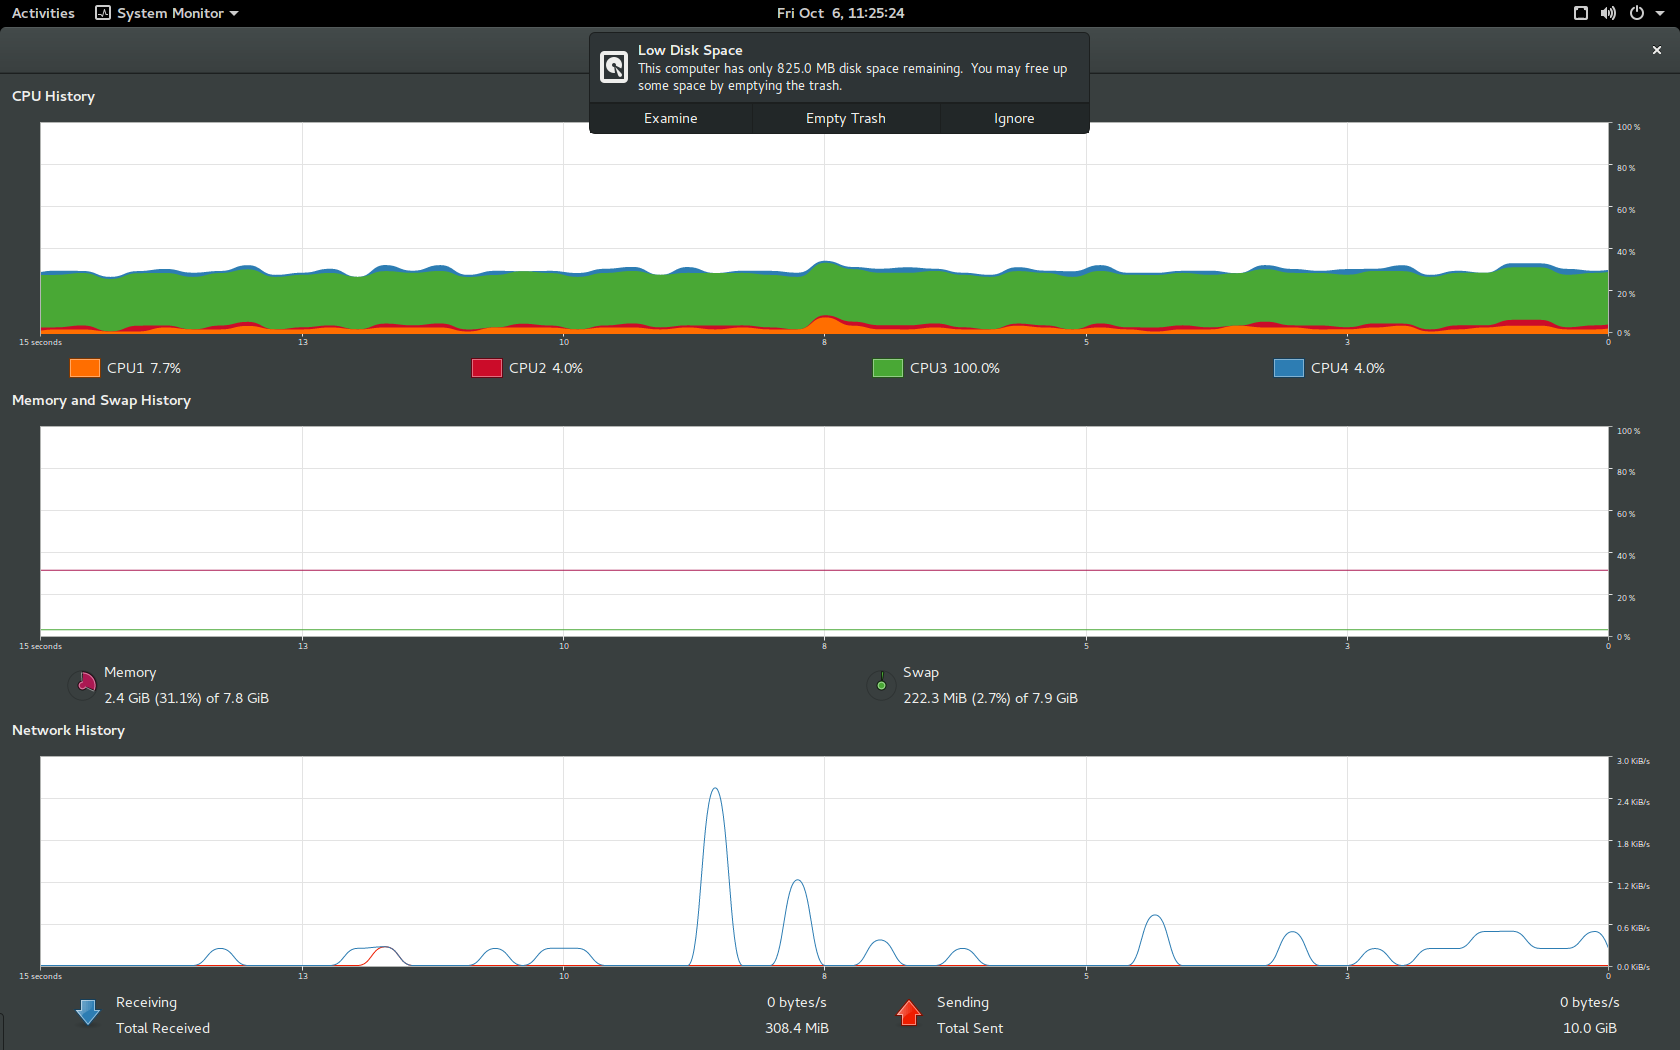 Activities System Monitor Fri Oct 6, 11:25:24
Low Disk Space
This computer has only 825.0 MB disk space remaining. You may free up
some space by emptying the trash.
Examine Empty Trash Ignore
CPU History
100 %
80 %
60 %
40 %
20 %
0 %
15 seconds 13 10 8 5 3 0
CPU1 7.7% CPU2 4.0% CPU3 100.0% CPU4 4.0%
Memory and Swap History
100 %
80 %
60 %
40 %
20 %
0 %
15 seconds 13 10 8 5 3 0
Memory Swap
2.4 GiB (31.1%) of 7.8 GiB 222.3 MiB (2.7%) of 7.9 GiB
Network History
3.0 KiB/s
2.4 KiB/s
1.8 KiB/s
1.2 KiB/s
0.6 KiB/s
0.0 KiB/s
15 seconds 13 10 8 5 3 0
Receiving 0 bytes/s Sending 0 bytes/s
Total Received 308.4 MiB Total Sent 10.0 GiB